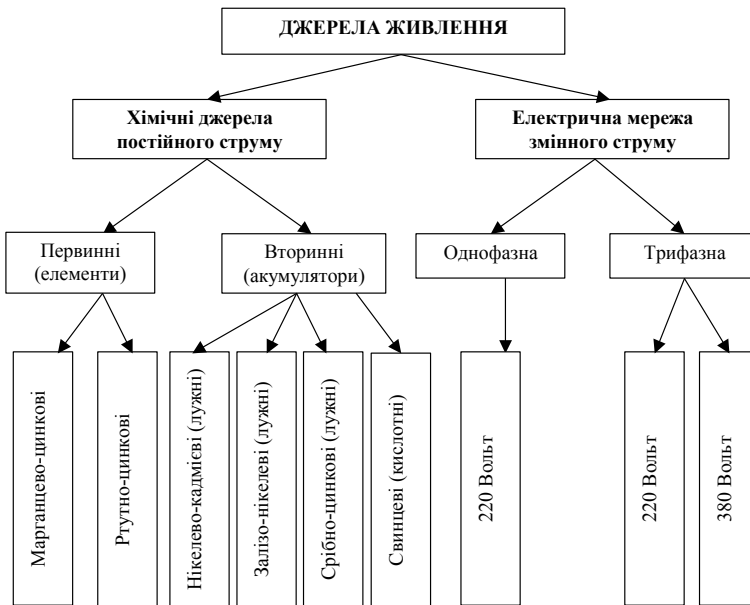 ДЖЕРЕЛА ЖИВЛЕННЯ
Хімічні джерела
постійного струму
Електрична мережа
змінного струму
Первинні
(елементи)
Вторинні
(акумулятори)
Однофазна
Трифазна
Марганцево-цинкові
Ртутно-цинкові
Нікелево-кадмієві (лужні)
Залізо-нікелеві (лужні)
Срібно-цинкові (лужні)
Свинцеві (кислотні)
220 Вольт
220 Вольт
380 Вольт